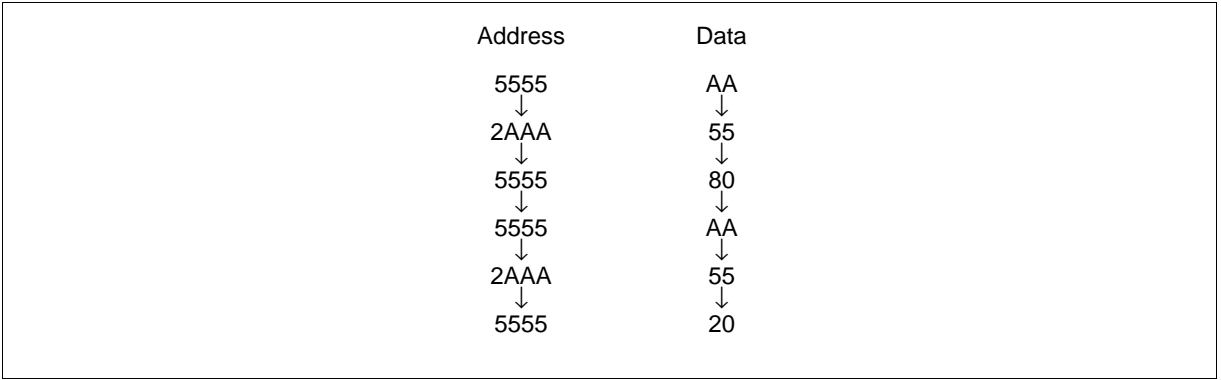 Address Data
5555 AA
↓ ↓
2AAA 55
↓ ↓
5555 80
↓ ↓
5555 AA
↓ ↓
2AAA 55
↓ ↓
5555 20